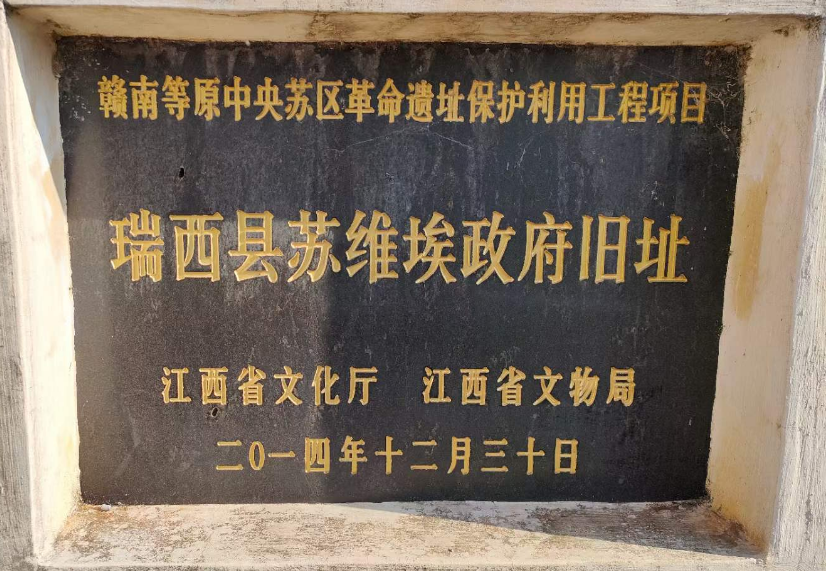 赣南等原中央苏区革命遗址保护利用工程项目
瑞西县苏维埃政府旧址
江西省文化厅 江西省文物局
二〇一四年十二月三十日